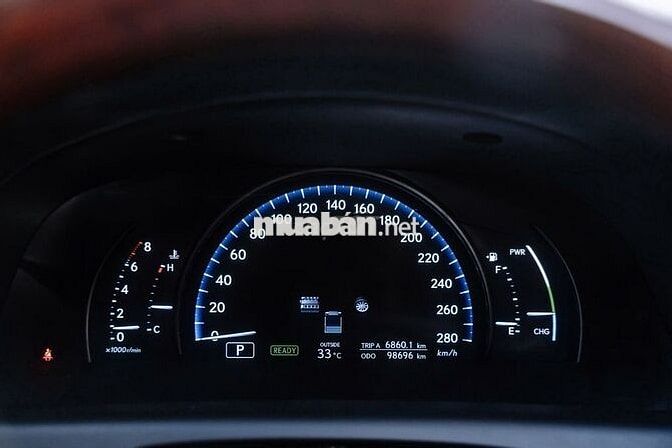 8
6
4
2
0
x1000r/min
H
C
0
20
40
60
80
100
120
140
160
180
200
220
240
260
280
km/h
muaban.net
P
READY
OUTSIDE
33°C
TRIP A 6860.1 km
ODO 98696 km
F
E
PWR
CHG